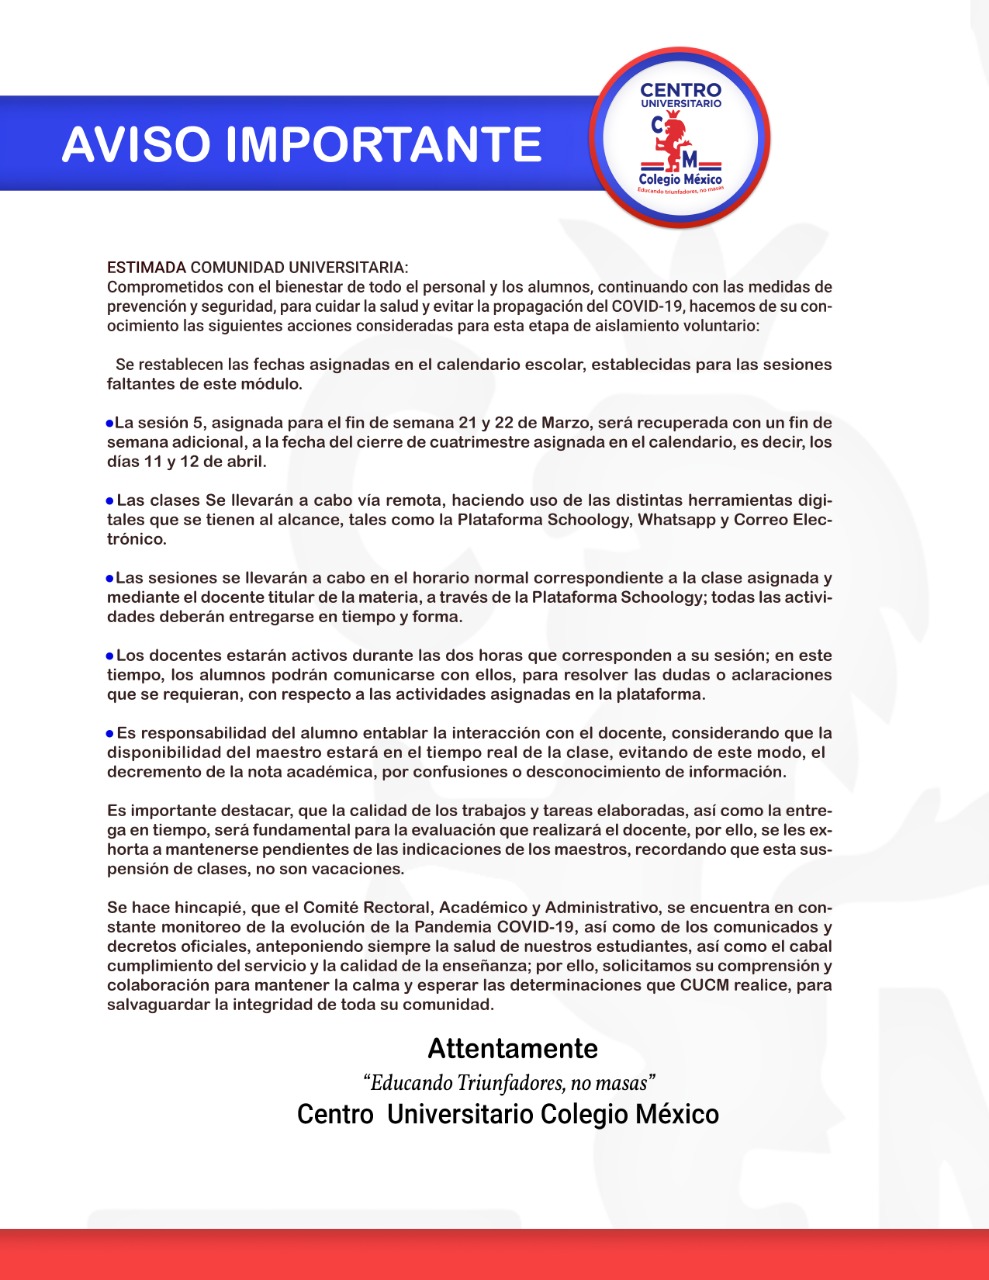 AVISO IMPORTANTE
CENTRO
UNIVERSITARIO
C
M
Colegio México
Educando triunfadores, no masas
ESTIMADA COMUNIDAD UNIVERSITARIA:
Comprometidos con el bienestar de todo el personal y los alumnos, continuando con las medidas de
prevención y seguridad, para cuidar la salud y evitar la propagación del COVID-19, hacemos de su con-
ocimiento las siguientes acciones consideradas para esta etapa de aislamiento voluntario:
Se restablecen las fechas asignadas en el calendario escolar, establecidas para las sesiones
faltantes de este módulo.
•La sesión 5, asignada para el fin de semana 21 y 22 de Marzo, será recuperada con un fin de
semana adicional, a la fecha del cierre de cuatrimestre asignada en el calendario, es decir, los
días 11 y 12 de abril.
•Las clases Se llevarán a cabo vía remota, haciendo uso de las distintas herramientas digi-
tales que se tienen al alcance, tales como la Plataforma Schoology, Whatsapp y Correo Elec-
trónico.
•Las sesiones se llevarán a cabo en el horario normal correspondiente a la clase asignada y
mediante el docente titular de la materia, a través de la Plataforma Schoology; todas las activi-
dades deberán entregarse en tiempo y forma.
•Los docentes estarán activos durante las dos horas que corresponden a su sesión; en este
tiempo, los alumnos podrán comunicarse con ellos, para resolver las dudas o aclaraciones
que se requieran, con respecto a las actividades asignadas en la plataforma.
•Es responsabilidad del alumno entablar la interacción con el docente, considerando que la
disponibilidad del maestro estará en el tiempo real de la clase, evitando de este modo, el
decremento de la nota académica, por confusiones o desconocimiento de información.
Es importante destacar, que la calidad de los trabajos y tareas elaboradas, así como la entre-
ga en tiempo, será fundamental para la evaluación que realizará el docente, por ello, se les ex-
horta a mantenerse pendientes de las indicaciones de los maestros, recordando que esta sus-
pensión de clases, no son vacaciones.
Se hace hincapié, que el Comité Rectoral, Académico y Administrativo, se encuentra en con-
stante monitoreo de la evolución de la Pandemia COVID-19, así como de los comunicados y
decretos oficiales, anteponiendo siempre la salud de nuestros estudiantes, así como el cabal
cumplimiento del servicio y la calidad de la enseñanza; por ello, solicitamos su comprensión y
colaboración para mantener la calma y esperar las determinaciones que CUCM realice, para
salvaguardar la integridad de toda su comunidad.
Attentamente
“Educando Triunfadores, no masas”
Centro Universitario Colegio México